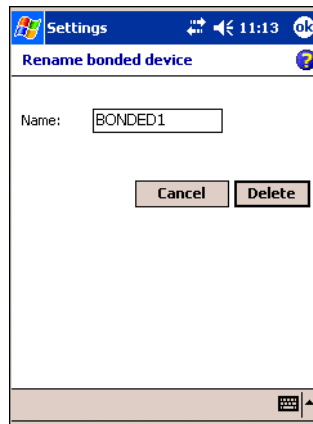 Settings 11:13 ok
Rename bonded device ?
Name: BONDED1
Cancel Delete